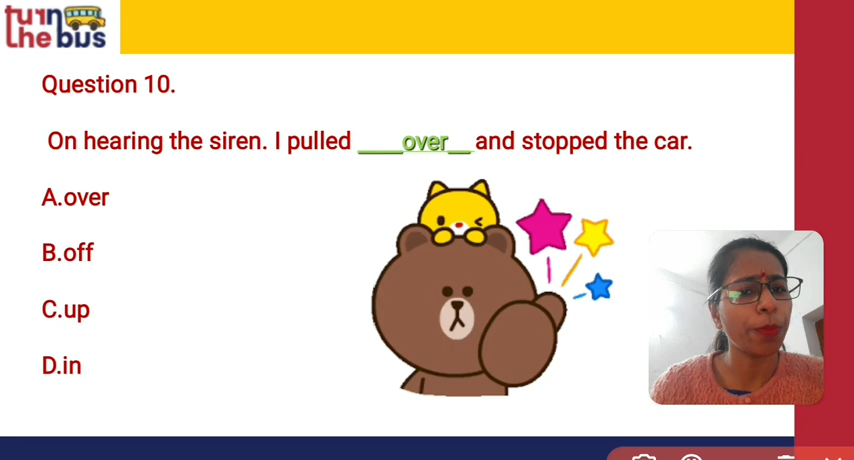 turn
the bus
Question 10.
On hearing the siren. I pulled ____over__ and stopped the car.
A.over
B.off
C.up
D.in